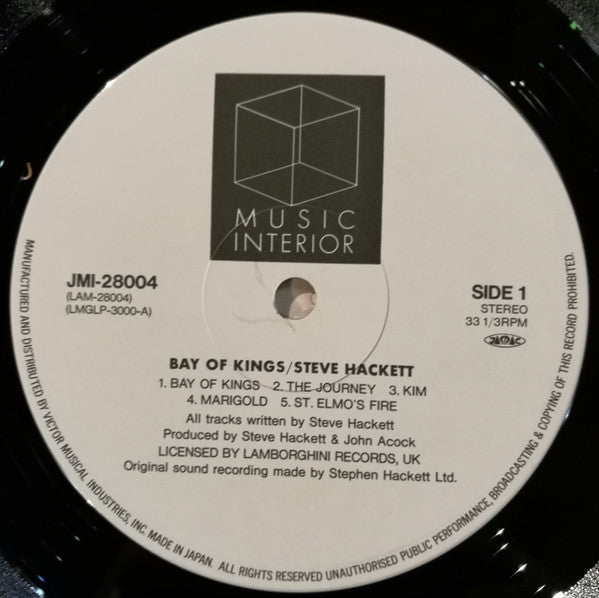 MUSIC
INTERIOR
JMI-28004
(LAM-28004)
(LMGLP-3000-A)
SIDE 1
STEREO
33 1/3RPM
JASRAC
BAY OF KINGS/STEVE HACKETT
1. BAY OF KINGS 2. THE JOURNEY 3. KIM
4. MARIGOLD 5. ST. ELMO'S FIRE
All tracks written by Steve Hackett
Produced by Steve Hackett & John Acock
LICENSED BY LAMBORGHINI RECORDS, UK
Original sound recording made by Stephen Hackett Ltd.
MANUFACTURED AND DISTRIBUTED BY VICTOR MUSICAL INDUSTRIES, INC. MADE IN JAPAN. ALL RIGHTS RESERVED UNAUTHORISED PUBLIC PERFORMANCE, BROADCASTING & COPYING OF THIS RECORD PROHIBITED.